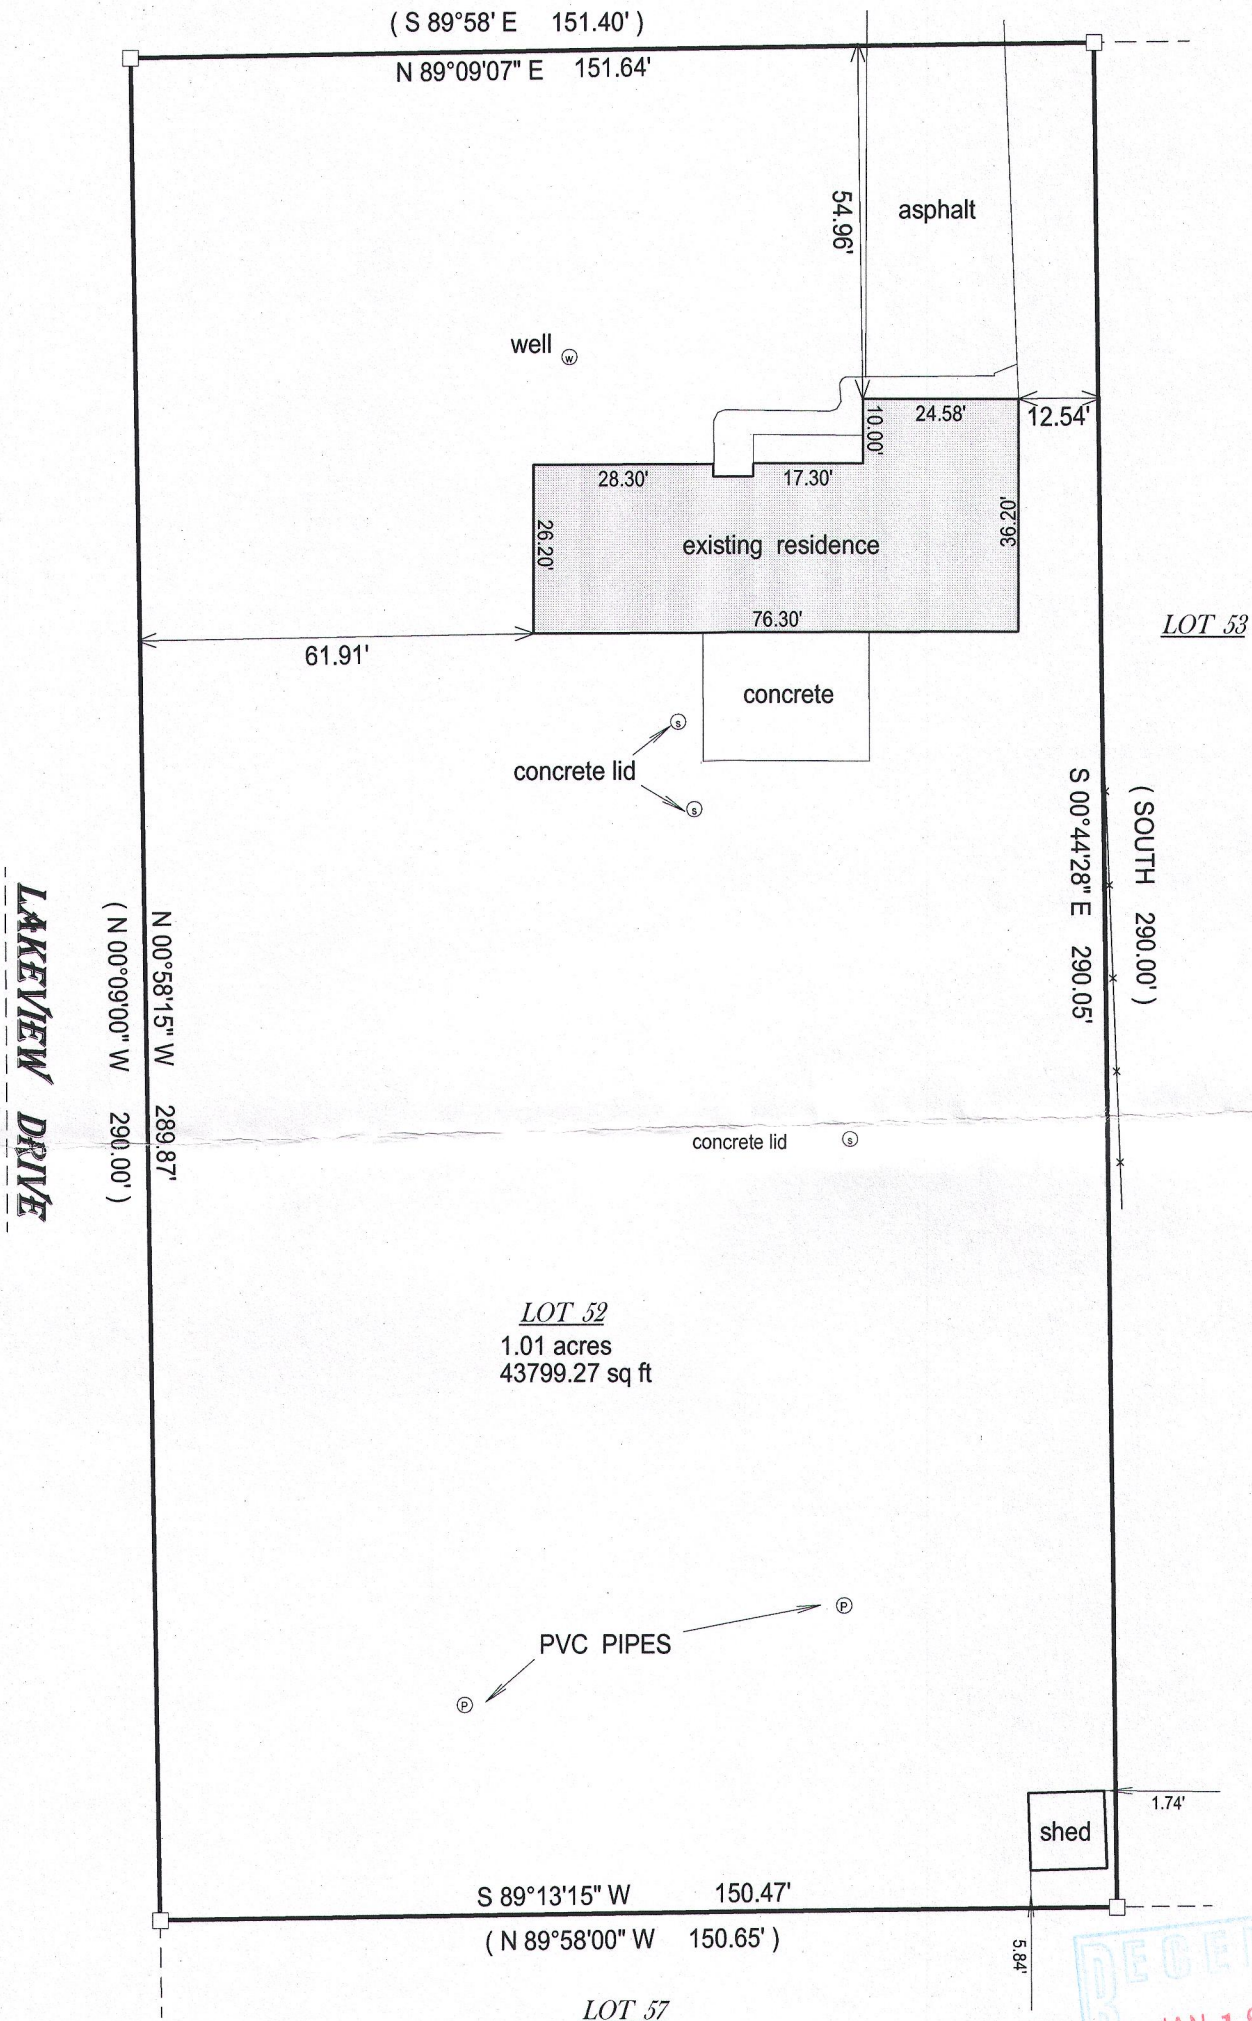 ( S 89°58' E 151.40' )
N 89°09'07" E 151.64'
54.96'
asphalt
well
W
10.00'
24.58'
12.54'
28.30'
17.30'
26.20'
existing residence
36.20'
76.30'
61.91'
LOT 53
concrete
S
concrete lid
S
( SOUTH 290.00' )
S 00°44'28" E 290.05'
LAKEVIEW DRIVE
N 00°58'15" W 289.87'
( N 00°09'00" W 290.00' )
concrete lid
S
LOT 52
1.01 acres
43799.27 sq ft
P
PVC PIPES
P
1.74'
shed
S 89°13'15" W 150.47'
( N 89°58'00" W 150.65' )
5.84'
LOT 57